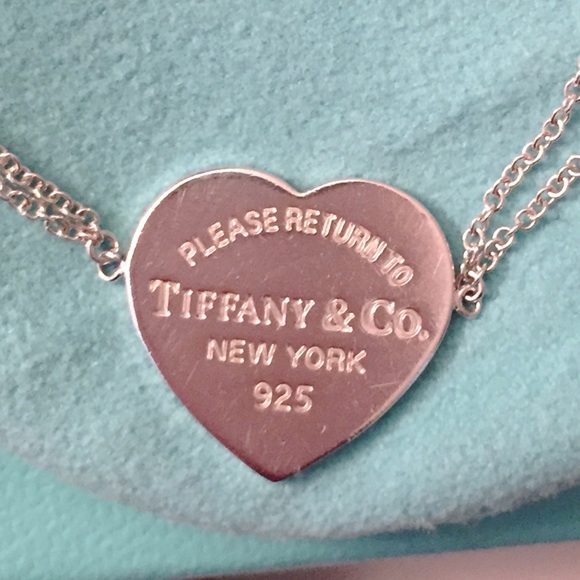 PLEASE RETURN TO
TIFFANY & CO.
NEW YORK
925